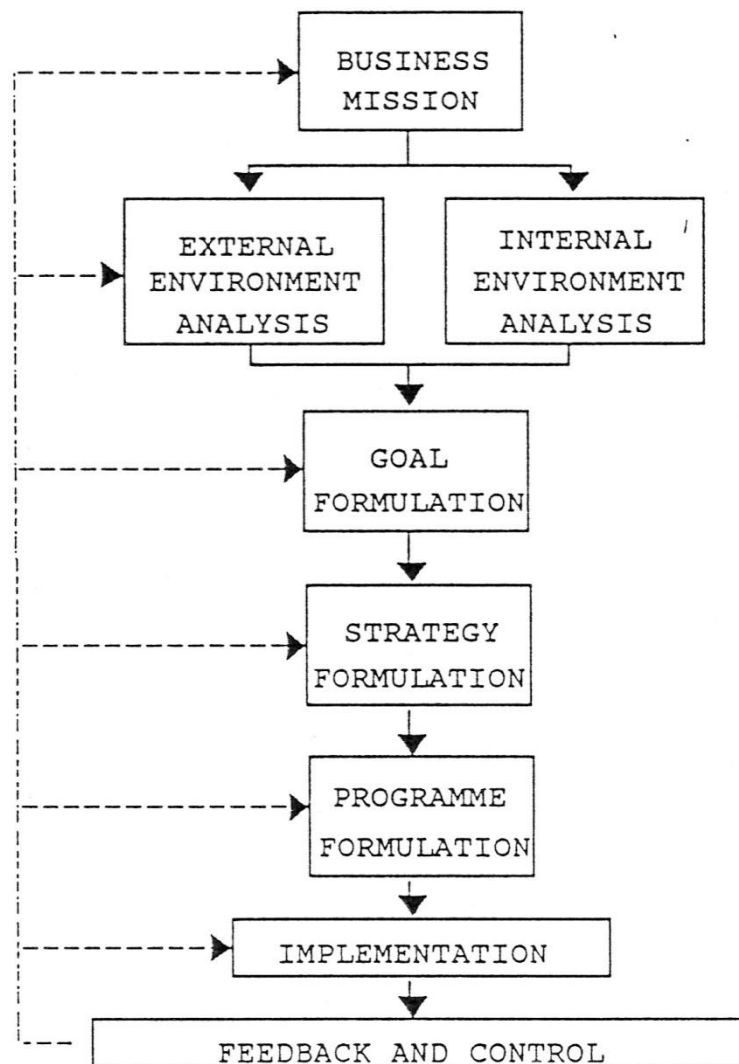 BUSINESS
MISSION
EXTERNAL
ENVIRONMENT
ANALYSIS
INTERNAL
ENVIRONMENT
ANALYSIS
GOAL
FORMULATION
STRATEGY
FORMULATION
PROGRAMME
FORMULATION
IMPLEMENTATION
FEEDBACK AND CONTROL